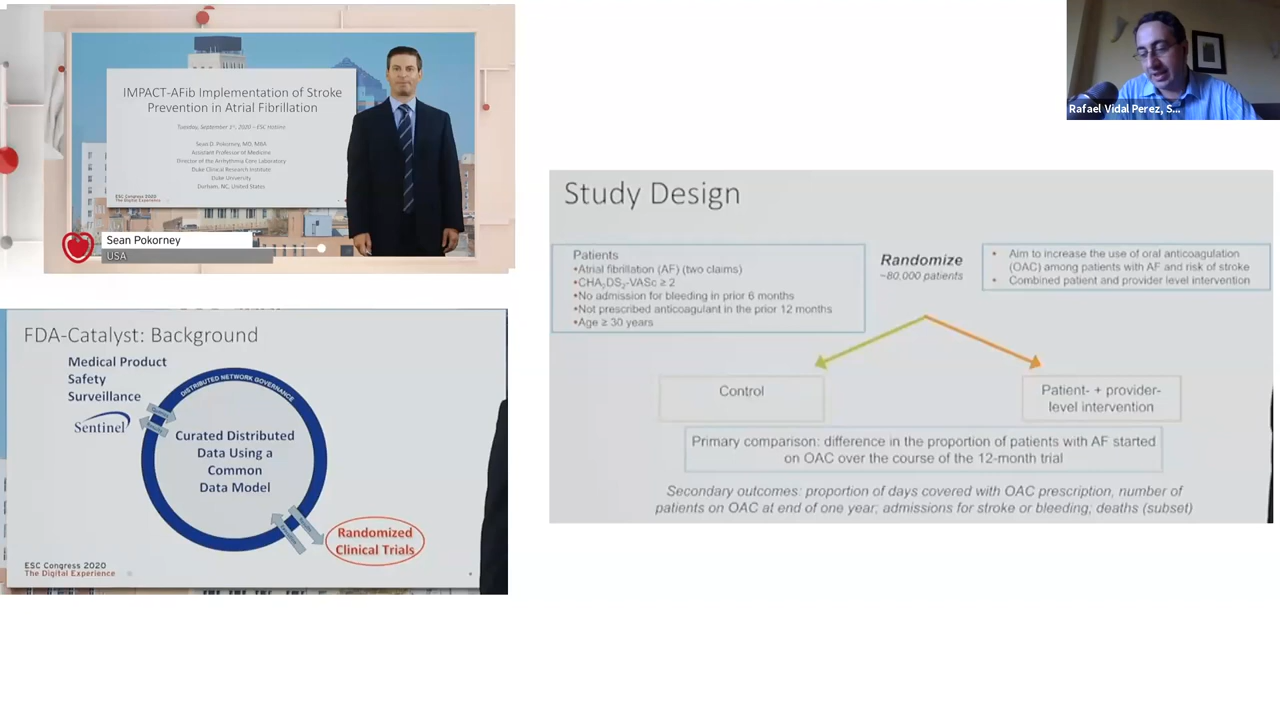 IMPACT-AFib Implementation of Stroke
Prevention in Atrial Fibrillation
Tuesday, September 1st, 2020 – ESC Hotline
Sean D. Pokorney, MD, MBA
Assistant Professor of Medicine
Director of the Arrhythmia Core Laboratory
Duke Clinical Research Institute
Duke University
Durham, NC, United States
ESC Congress 2020
The Digital Experience
Sean Pokorney
USA
FDA-Catalyst: Background
Medical Product
Safety
Surveillance
Sentinel
DISTRIBUTED NETWORK GOVERNANCE
Curated Distributed
Data Using a
Common
Data Model
Randomized
Clinical Trials
ESC Congress 2020
The Digital Experience
Rafael Vidal Perez, S...
Study Design
Patients
•Atrial fibrillation (AF) (two claims)
•CHA₂DS₂-VASc ≥ 2
•No admission for bleeding in prior 6 months
•Not prescribed anticoagulant in the prior 12 months
•Age ≥ 30 years
Randomize
~80,000 patients
• Aim to increase the use of oral anticoagulation
(OAC) among patients with AF and risk of stroke
• Combined patient and provider level intervention
Control
Patient- + provider-
level intervention
Primary comparison: difference in the proportion of patients with AF started
on OAC over the course of the 12-month trial
Secondary outcomes: proportion of days covered with OAC prescription, number of
patients on OAC at end of one year; admissions for stroke or bleeding, deaths (subset)